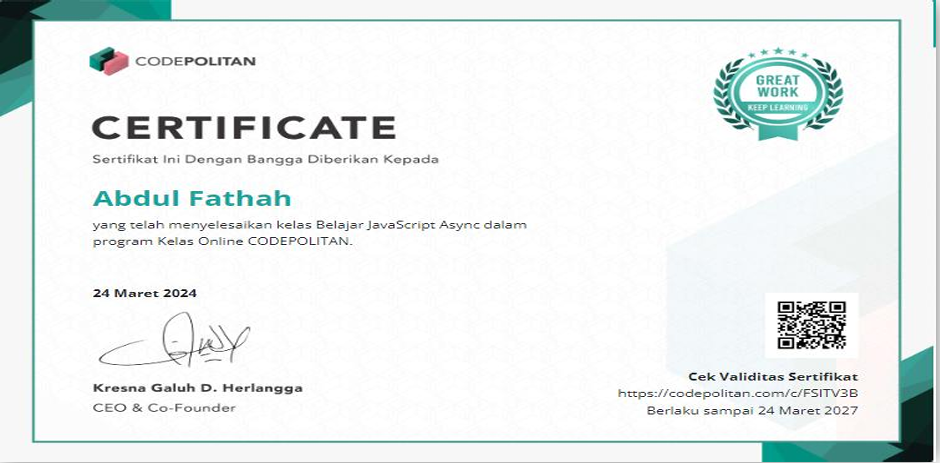 CODEPOLITAN
GREAT
WORK
KEEP LEARNING
CERTIFICATE
Sertifikat Ini Dengan Bangga Diberikan Kepada
Abdul Fathah
yang telah menyelesaikan kelas Belajar JavaScript Async dalam
program Kelas Online CODEPOLITAN.
24 Maret 2024
Kresna Galuh D. Herlangga
CEO & Co-Founder
Cek Validitas Sertifikat
https://codepolitan.com/c/FSITV3B
Berlaku sampai 24 Maret 2027